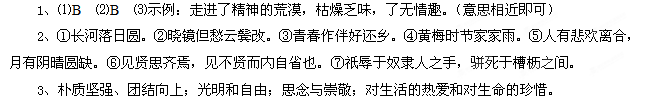 1、⑴B ⑵B ⑶示例：走进了精神的荒漠，枯燥乏味，了无情趣。（意思相近即可）
2、①长河落日圆。②晓镜但愁云鬓改。③青春作伴好还乡。④黄梅时节家家雨。⑤人有悲欢离合，
月有阴晴圆缺。⑥见贤思齐焉，见不贤而内自省也。⑦祇辱于奴隶人之手，骈死于槽枥之间。
3、朴质坚强、团结向上；光明和自由；思念与崇敬；对生活的热爱和对生命的珍惜。